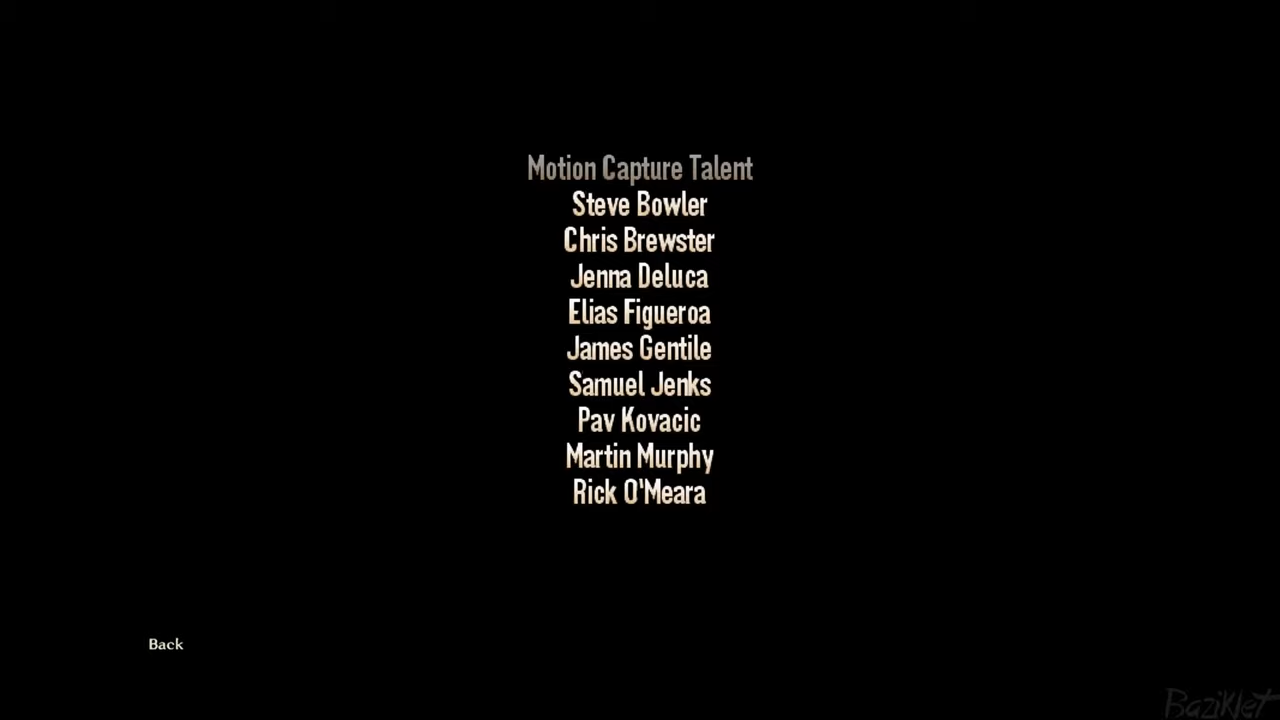 Motion Capture Talent
Steve Bowler
Chris Brewster
Jenna Deluca
Elias Figueroa
James Gentile
Samuel Jenks
Pav Kovacic
Martin Murphy
Rick O'Meara
Back
Baziklet